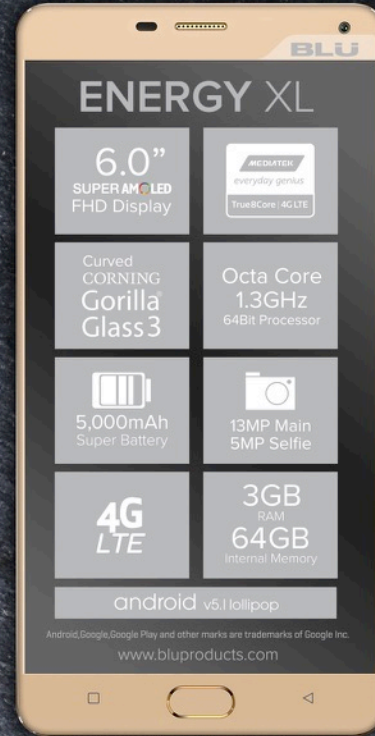 BLU
ENERGY XL
6.0”
SUPER AMOLED
FHD Display
MEDIATEK
everyday genius
True8Core | 4G LTE
Curved
CORNING
Gorilla®
Glass3
Octa Core
1.3GHz
64Bit Processor
5,000mAh
Super Battery
13MP Main
5MP Selfie
4G
LTE
3GB
RAM
64GB
internal Memory
android v5.1 lollipop
Android,Google,Google Play and other marks are trademarks of Google Inc.
www.bluproducts.com